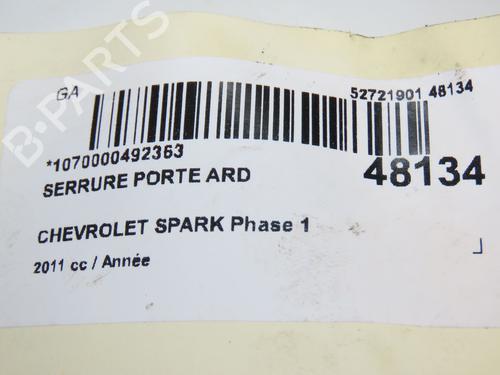 B-PARTS
GA
52721901 48134
*1070000492363
48134
SERRURE PORTE ARD
CHEVROLET SPARK Phase 1
2011 cc / Année